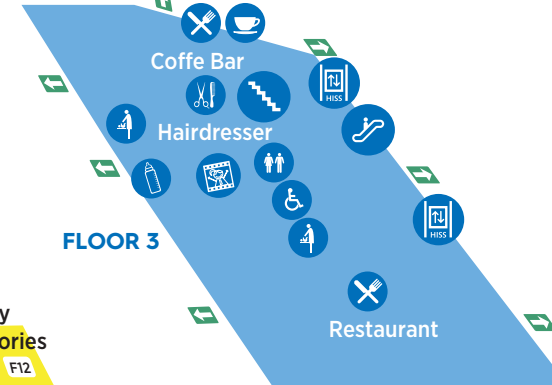 Coffe Bar
HISS
Hairdresser
HISS
FLOOR 3
Restaurant
y
ories
F12